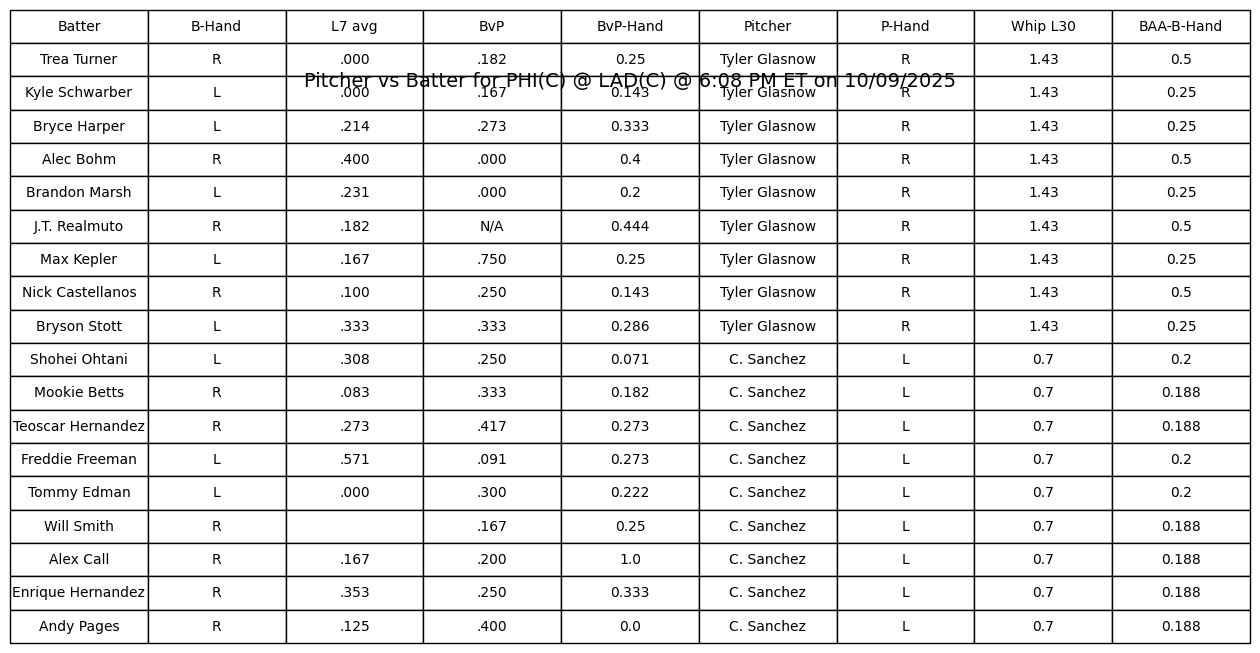 Batter B-Hand L7 avg BvP BvP-Hand Pitcher P-Hand Whip L30 BAA-B-Hand
Trea Turner R .000 .182 0.25 Tyler Glasnow R 1.43 0.5
Pitcher vs Batter for PHI(C) @ LAD(C) @ 6:08 PM ET on 10/09/2025
Kyle Schwarber L .000 .167 0.143 Tyler Glasnow R 1.43 0.25
Bryce Harper L .214 .273 0.333 Tyler Glasnow R 1.43 0.25
Alec Bohm R .400 .000 0.4 Tyler Glasnow R 1.43 0.5
Brandon Marsh L .231 .000 0.2 Tyler Glasnow R 1.43 0.25
J.T. Realmuto R .182 N/A 0.444 Tyler Glasnow R 1.43 0.5
Max Kepler L .167 .750 0.25 Tyler Glasnow R 1.43 0.25
Nick Castellanos R .100 .250 0.143 Tyler Glasnow R 1.43 0.5
Bryson Stott L .333 .333 0.286 Tyler Glasnow R 1.43 0.25
Shohei Ohtani L .308 .250 0.071 C. Sanchez L 0.7 0.2
Mookie Betts R .083 .333 0.182 C. Sanchez L 0.7 0.188
Teoscar Hernandez R .273 .417 0.273 C. Sanchez L 0.7 0.188
Freddie Freeman L .571 .091 0.273 C. Sanchez L 0.7 0.2
Tommy Edman L .000 .300 0.222 C. Sanchez L 0.7 0.2
Will Smith R .167 0.25 C. Sanchez L 0.7 0.188
Alex Call R .167 .200 1.0 C. Sanchez L 0.7 0.188
Enrique Hernandez R .353 .250 0.333 C. Sanchez L 0.7 0.188
Andy Pages R .125 .400 0.0 C. Sanchez L 0.7 0.188